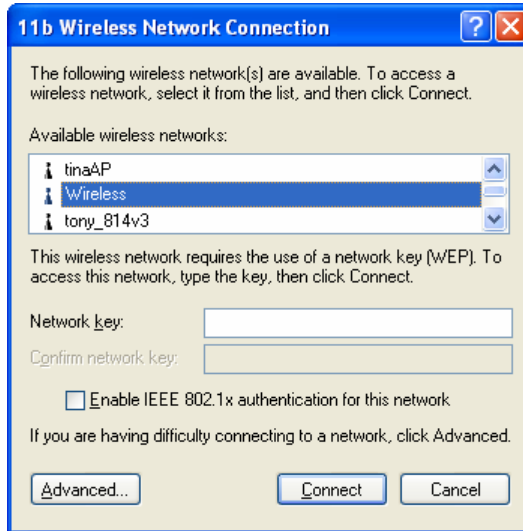 11b Wireless Network Connection
The following wireless network(s) are available. To access a
wireless network, select it from the list, and then click Connect.
Available wireless networks:
tinaAP
Wireless
tony_814v3
This wireless network requires the use of a network key (WEP). To
access this network, type the key, then click Connect.
Network key:
Confirm network key:
Enable IEEE 802.1x authentication for this network
If you are having difficulty connecting to a network, click Advanced.
Advanced... Connect Cancel